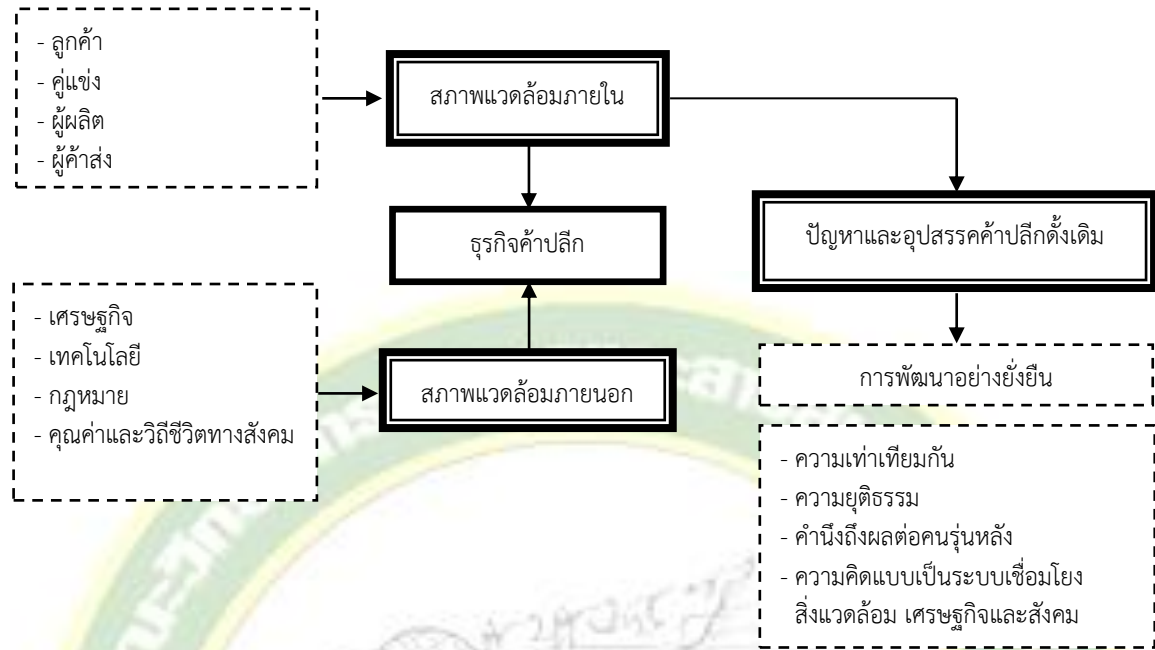 - ลูกค้า
- คู่แข่ง
- ผู้ผลิต
- ผู้ค้าส่ง
สภาพแวดล้อมภายใน
ธุรกิจค้าปลีก
ปัญหาและอุปสรรคค้าปลีกดั้งเดิม
- เศรษฐกิจ
- เทคโนโลยี
- กฎหมาย
- คุณค่าและวิถีชีวิตทางสังคม
สภาพแวดล้อมภายนอก
การพัฒนาอย่างยั่งยืน
- ความเท่าเทียมกัน
- ความยุติธรรม
- คำนึงถึงผลต่อคนรุ่นหลัง
- ความคิดแบบเป็นระบบเชื่อมโยง
สิ่งแวดล้อม เศรษฐกิจและสังคม